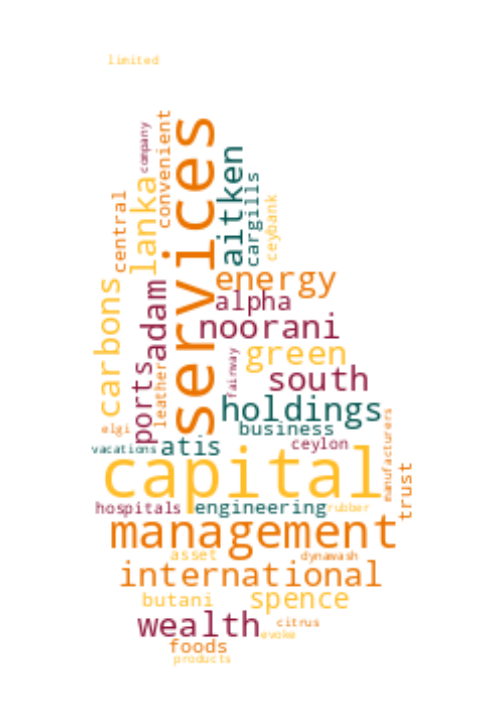 limited
company
convenient
services
aitken
central
lanka
cargills
ceybank
carbons
adam
energy
alpha
noorani
ports
leather
fairway
green
south
holdings
manufacturers
elgi
business
vacations
atis
ceylon
capital
trust
hospitals
engineering
rubber
management
asset
dynawash
international
butani
spence
wealth
citrus
evoke
foods
products